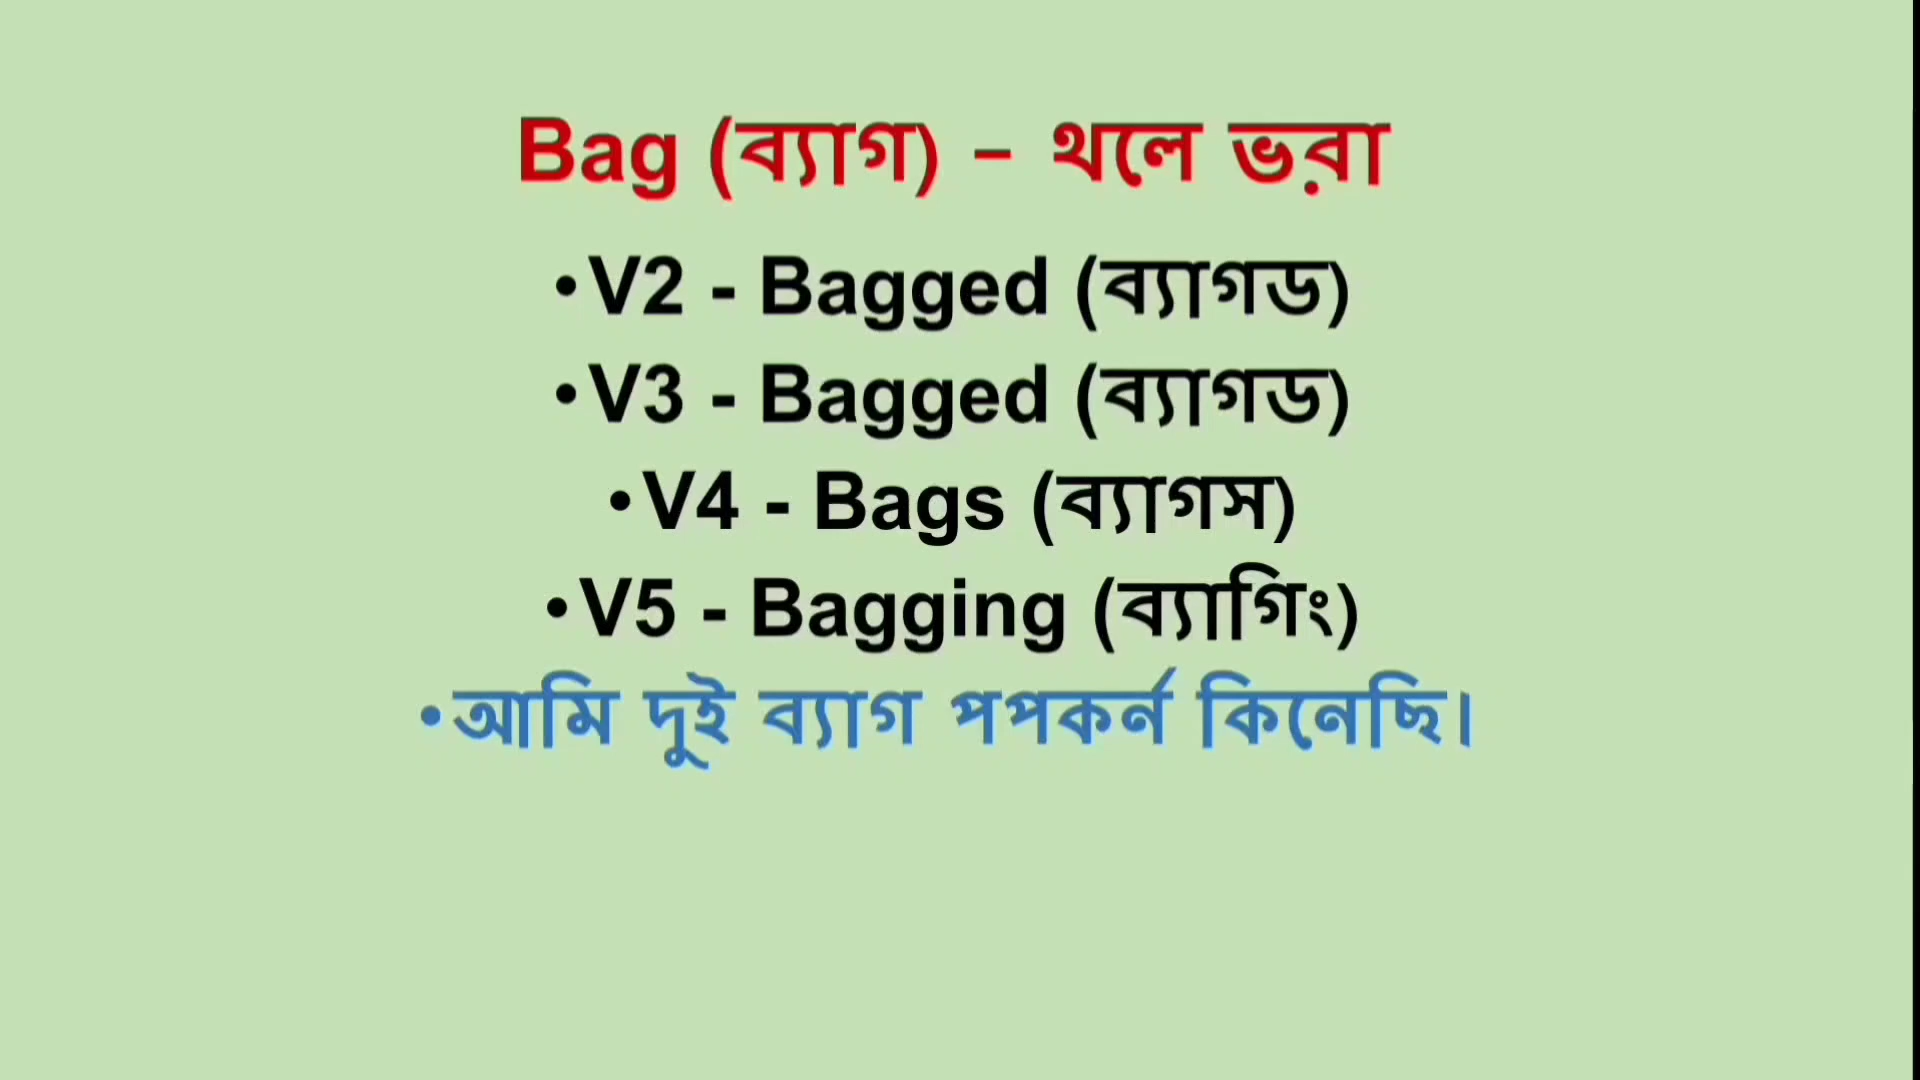 Bag (ব্যাগ) – থলে ভরা
•V2 - Bagged (ব্যাগড)
•V3 - Bagged (ব্যাগড)
•V4 - Bags (ব্যাগস)
•V5 - Bagging (ব্যাগিং)
•আমি দুই ব্যাগ পপকর্ন কিনেছি।